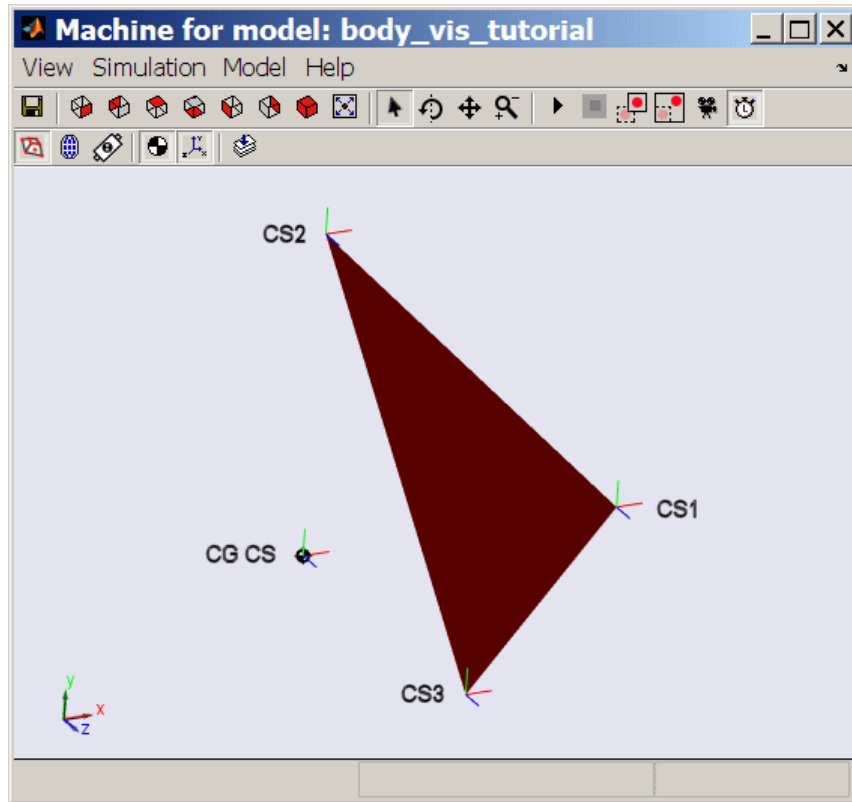 Machine for model: body_vis_tutorial
View Simulation Model Help
CS2
CS1
CG CS
CS3
y
x
z